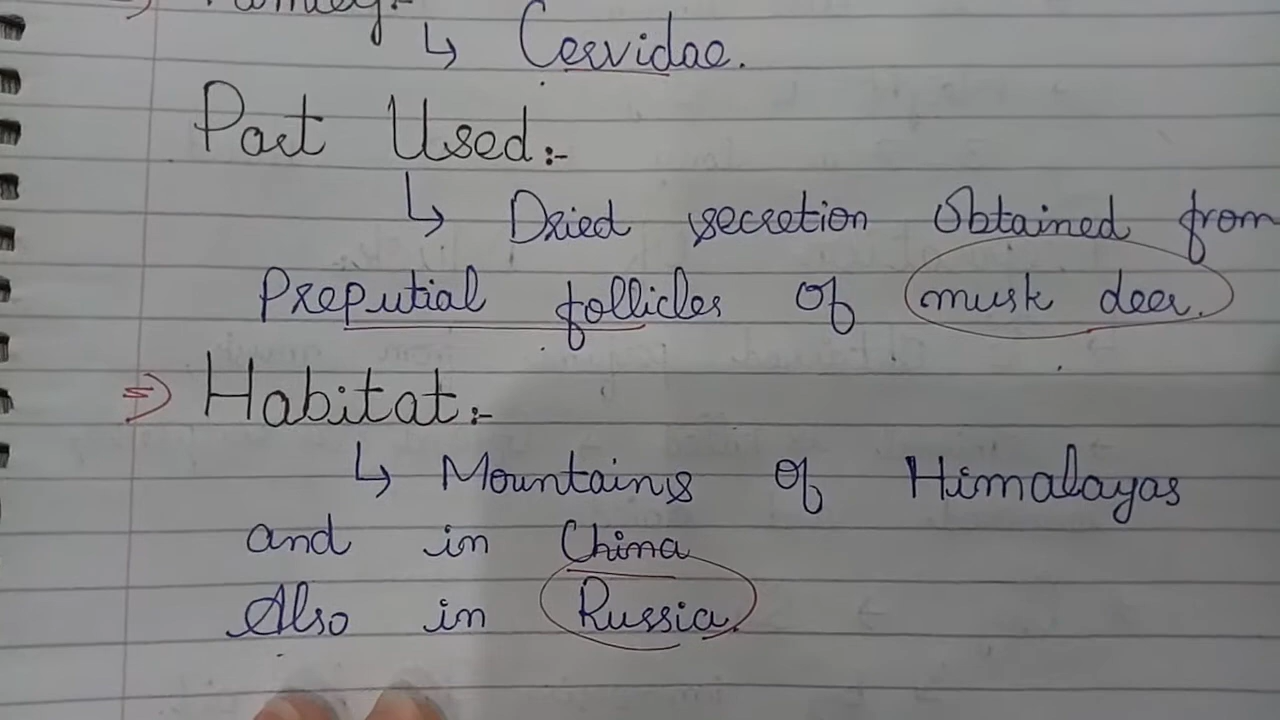 Family:-
↳ Cervidae.
Part Used:-
↳ Dried secretion Obtained from
Preputial follicles of musk deer.
⇒ Habitat:-
↳ Mountains of Himalayas
and in China
Also in Russia.